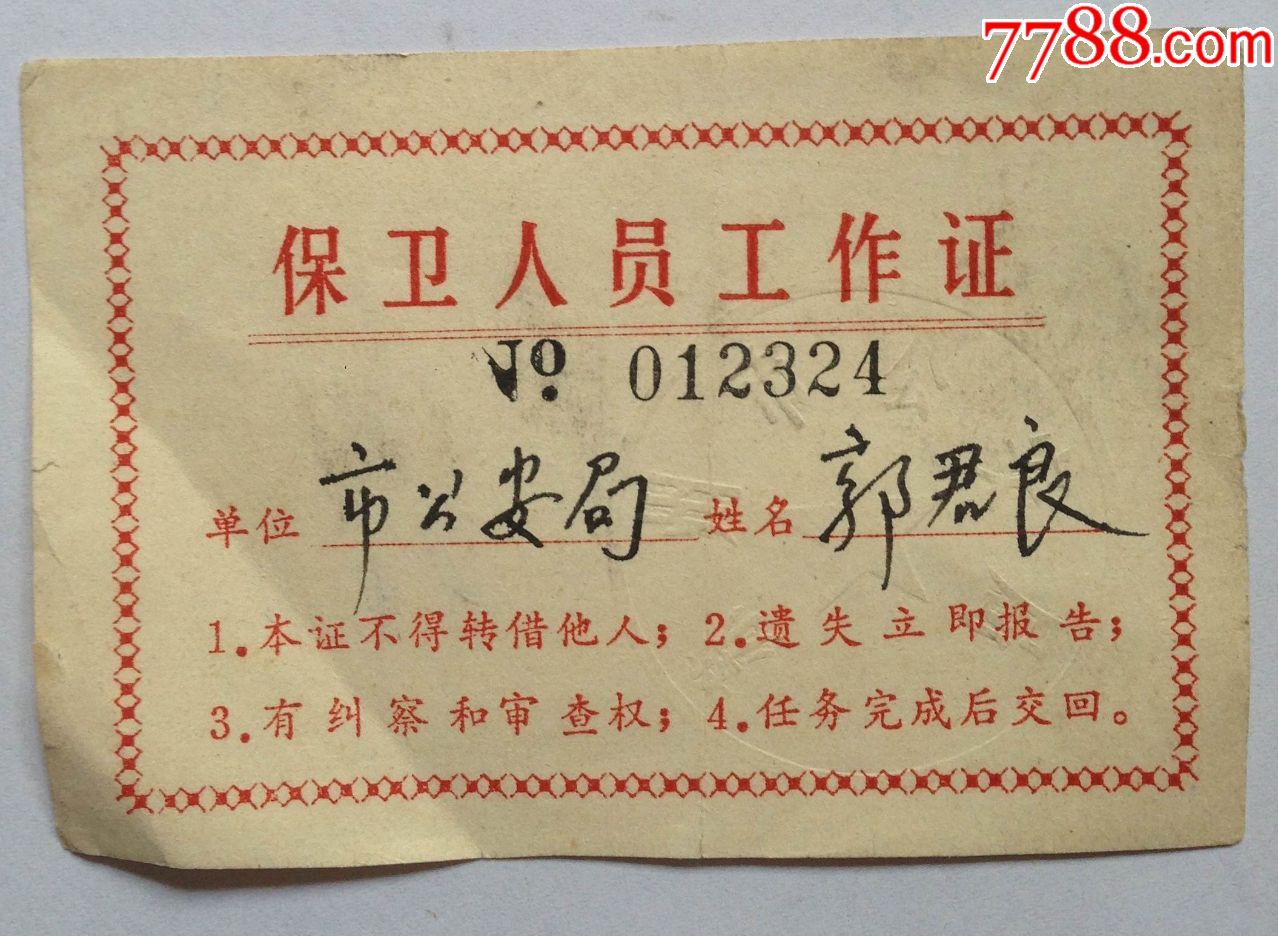 7788.com
保卫人员工作证
No. 012324
单位 市公安局 姓名 郭君良
1.本证不得转借他人；2.遗失立即报告；
3.有纠察和审查权；4.任务完成后交回。